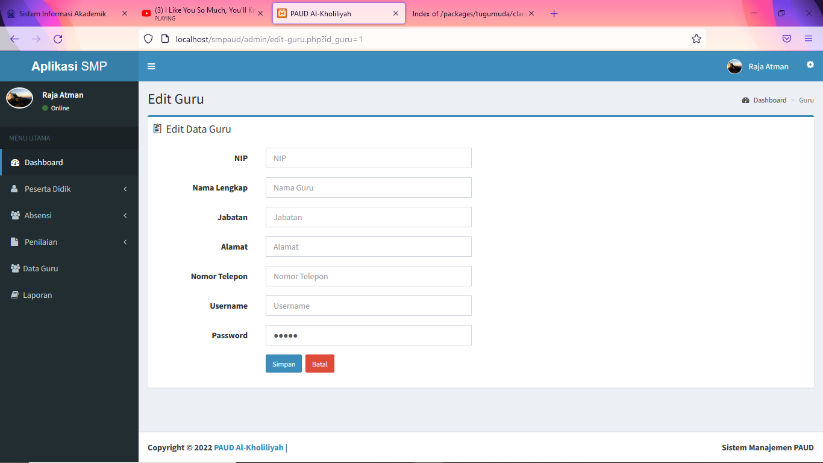 Sistem Informasi Akademik
(3) I Like You So Much, You'll Kn
PLAYING
PAUD Al-Kholiliyah
Index of /packages/tugumuda/clas
localhost/smpaud/admin/edit-guru.php?id_guru=1
Aplikasi SMP
Raja Atman
Raja Atman
Online
MENU UTAMA
Dashboard
Peserta Didik
Absensi
Penilaian
Data Guru
Laporan
Edit Guru
Dashboard > Guru
Edit Data Guru
NIP NIP
Nama Lengkap Nama Guru
Jabatan Jabatan
Alamat Alamat
Nomor Telepon Nomor Telepon
Username Username
Password •••••
Simpan Batal
Copyright © 2022 PAUD Al-Kholiliyah |
Sistem Manajemen PAUD